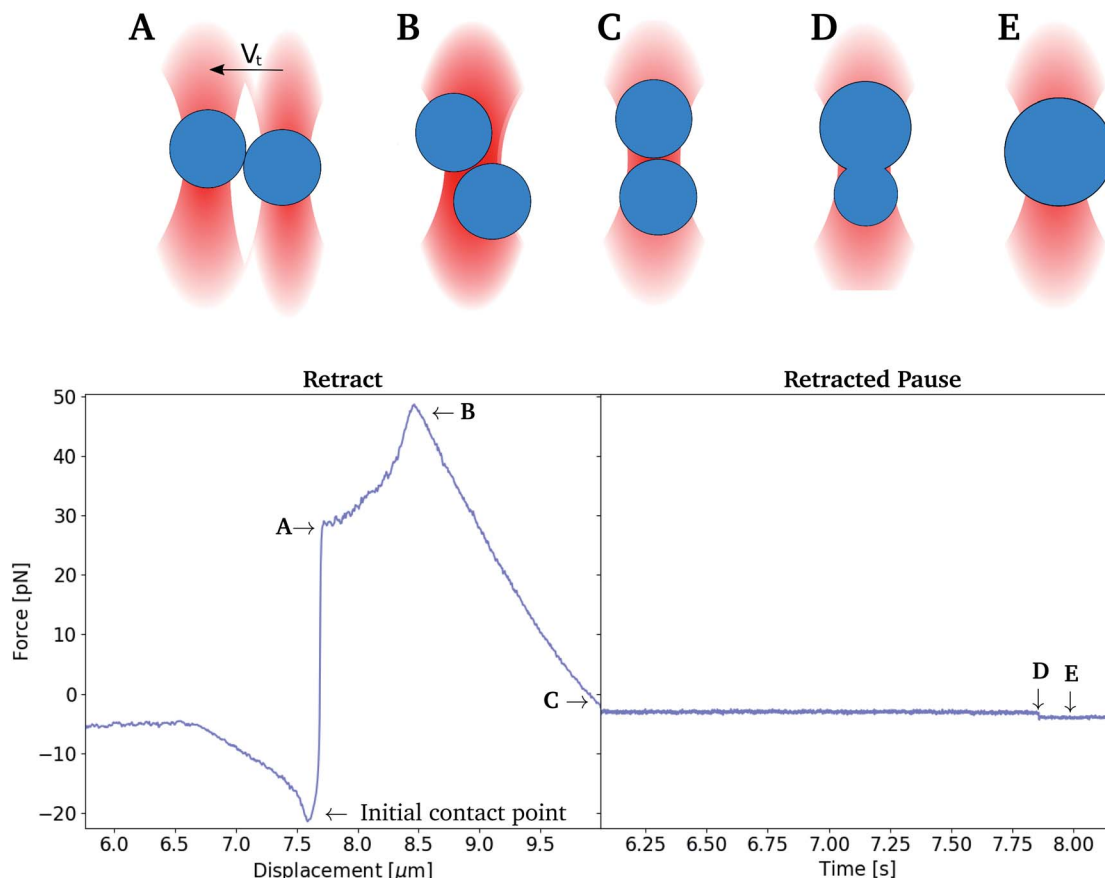 A B C D E
Vt
Retract Retracted Pause
50
40
30
20
10
0
−10
−20
Force [pN]
A→
← B
C →
D E
← Initial contact point
6.0 6.5 7.0 7.5 8.0 8.5 9.0 9.5
Displacement [μm]
6.25 6.50 6.75 7.00 7.25 7.50 7.75 8.00
Time [s]